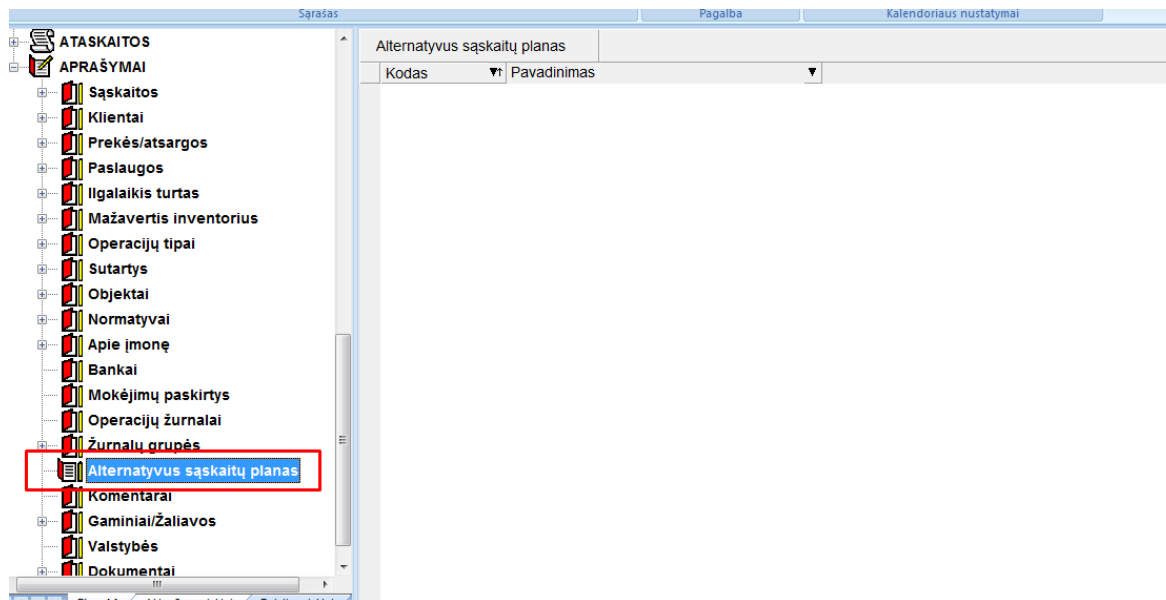 Sąrašas Pagalba Kalendoriaus nustatymai
ATASKAITOS
APRAŠYMAI
Sąskaitos
Klientai
Prekės/atsargos
Paslaugos
Ilgalaikis turtas
Mažavertis inventorius
Operacijų tipai
Sutartys
Objektai
Normatyvai
Apie įmonę
Bankai
Mokėjimų paskirtys
Operacijų žurnalai
Žurnalų grupės
Alternatyvus sąskaitų planas
Komentarai
Gaminiai/Žaliavos
Valstybės
Dokumentai
Alternatyvus sąskaitų planas
Kodas Pavadinimas